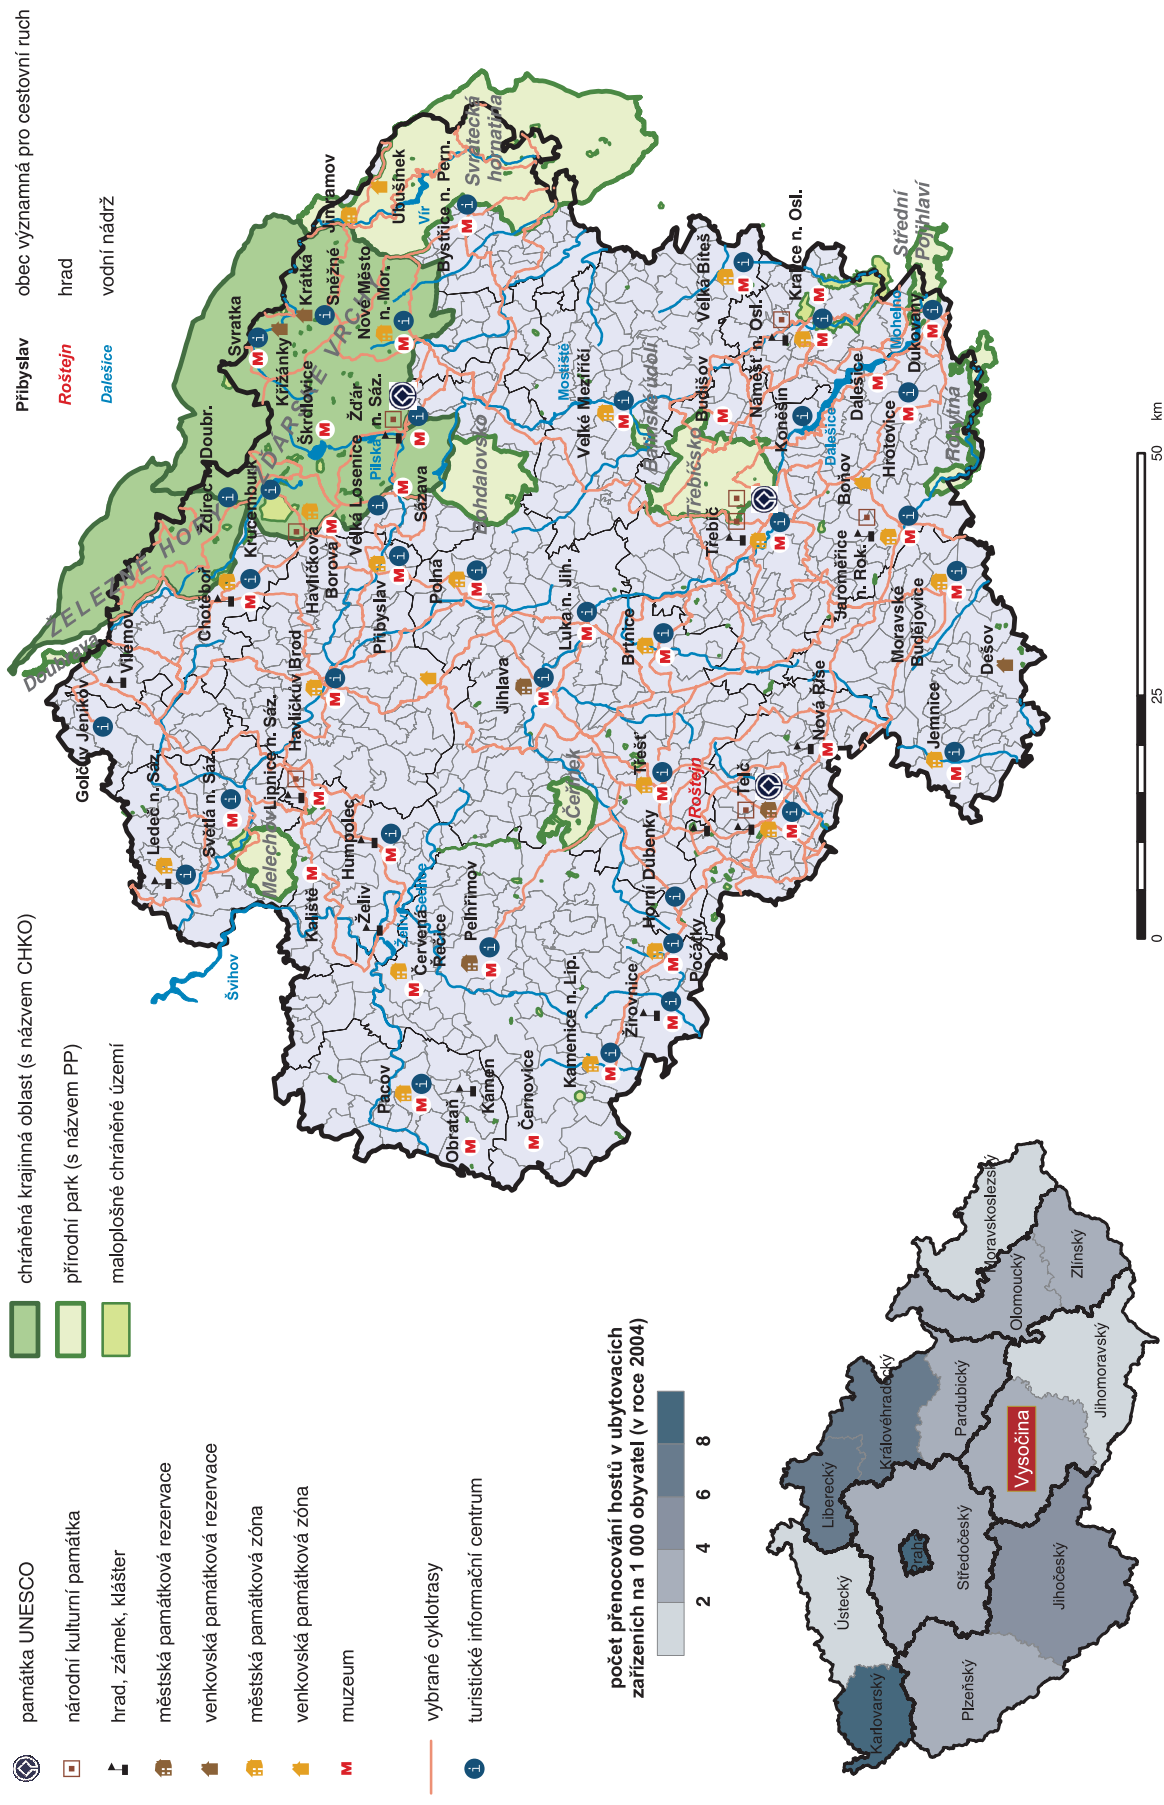 památka UNESCO
národní kulturní památka
hrad, zámek, klášter
městská památková rezervace
venkovská památková rezervace
městská památková zóna
venkovská památková zóna
muzeum
vybrané cyklotrasy
turistické informační centrum
chráněná krajinná oblast (s názvem CHKO)
přírodní park (s názvem PP)
maloplošné chráněné území
Přibyslav
obec významná pro cestovní ruch
Roštejn
hrad
Dalešice
vodní nádrž
ŽELEZNÉ HORY
ŽĎÁRSKÉ VRCHY
Doubrava
Golčův Jeníkov
Vilémov
Ledeč n. Sáz.
Světlá n. Sáz.
Melechov
Lipnice n. Sáz.
Švihov
Kaliště
Humpolec
Želiv
Červená
Řečice
Pelhřimov
Pacov
Obrataň
Kámen
Černovice
Kamenice n. Lip.
Žirovnice
Počátky
Horní Dubenky
Čeřínek
Třešť
Roštejn
Telč
Nová Říše
Jemnice
Dešov
Moravské
Budějovice
Jaroměřice
n. Rok.
Boňov
Hrotovice
Rokytná
Dalešice
Dalešice
Dukovany
Mohelno
Střední
Pojihlaví
Kralice n. Osl.
Náměšť n. Osl.
Koněšín
Budišov
Třebíčsko
Třebíč
Brtnice
Luka n. Jih.
Jihlava
Velká Bíteš
Balinské údolí
Velké Meziříčí
Mostiště
Bohdalovsko
Polná
Přibyslav
Havlíčkův Brod
Havlíčkova
Borová
Chotěboř
Krucemburk
Ždírec n. Doubr.
Velká Losenice
Sázava
Pilská
Žďár
n. Sáz.
Škrdlovice
Křižánky
Svratka
Krátká
Sněžné
Nové Město
n. Mor.
Jimramov
Ubušínek
Vír
Bystřice n. Pern.
Svratecká
hornatina
0
25
50
km
počet přenocování hostů v ubytovacích
zařízeních na 1 000 obyvatel (v roce 2004)
2
4
6
8
Karlovarský
Ústecký
Liberecký
Královéhradecký
Plzeňský
Středočeský
Praha
Pardubický
Jihočeský
Vysočina
Jihomoravský
Olomoucký
Moravskoslezský
Zlínský